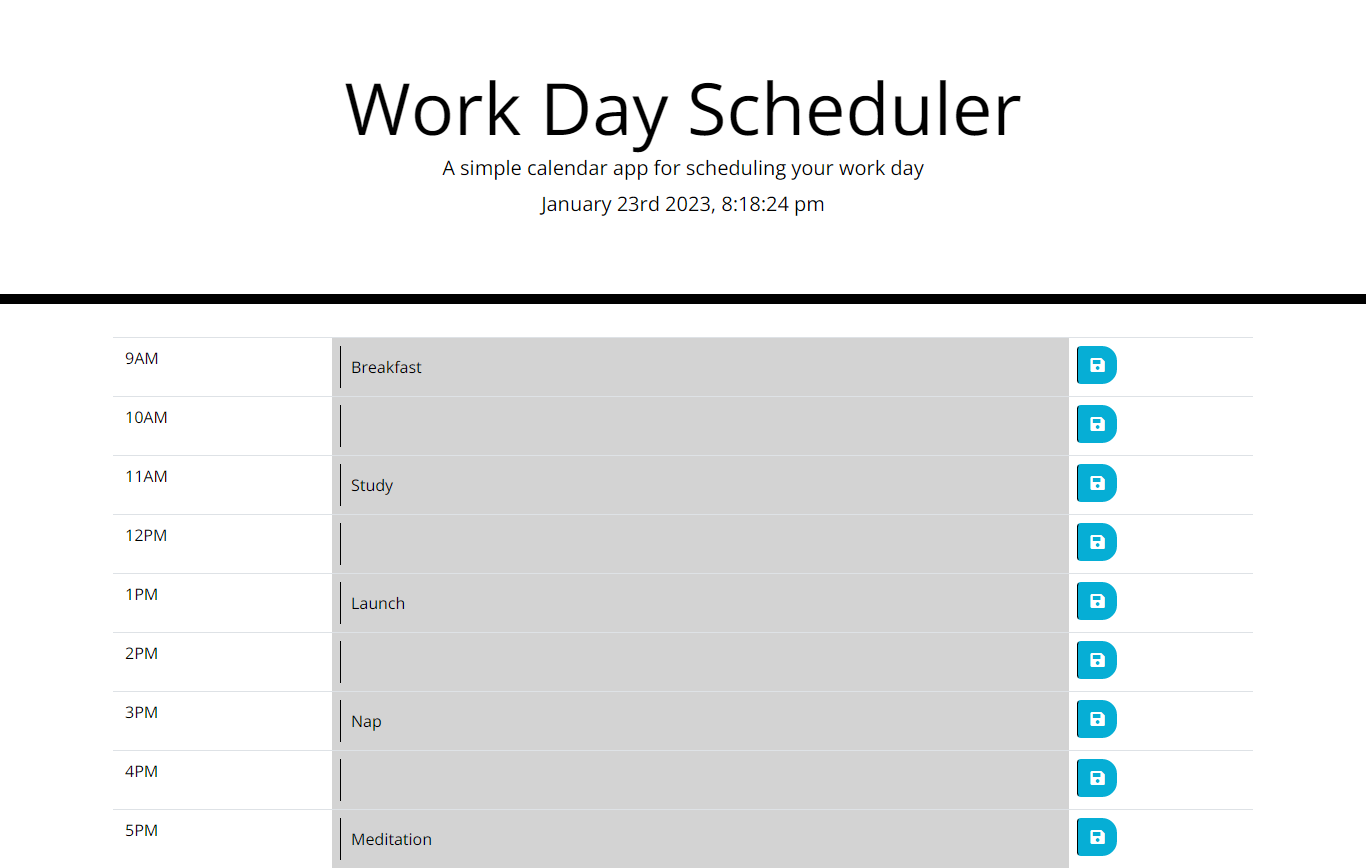 Work Day Scheduler
A simple calendar app for scheduling your work day
January 23rd 2023, 8:18:24 pm
9AM
Breakfast
10AM
11AM
Study
12PM
1PM
Launch
2PM
3PM
Nap
4PM
5PM
Meditation